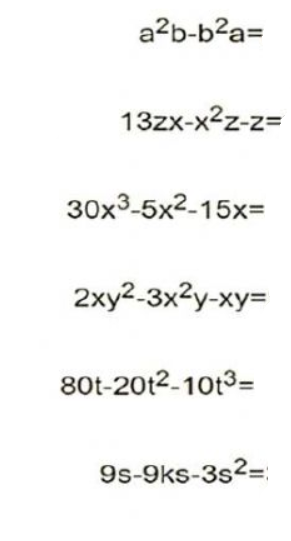 a²b-b²a=
13zx-x²z-z=
30x³-5x²-15x=
2xy²-3x²y-xy=
80t-20t²-10t³=
9s-9ks-3s²=